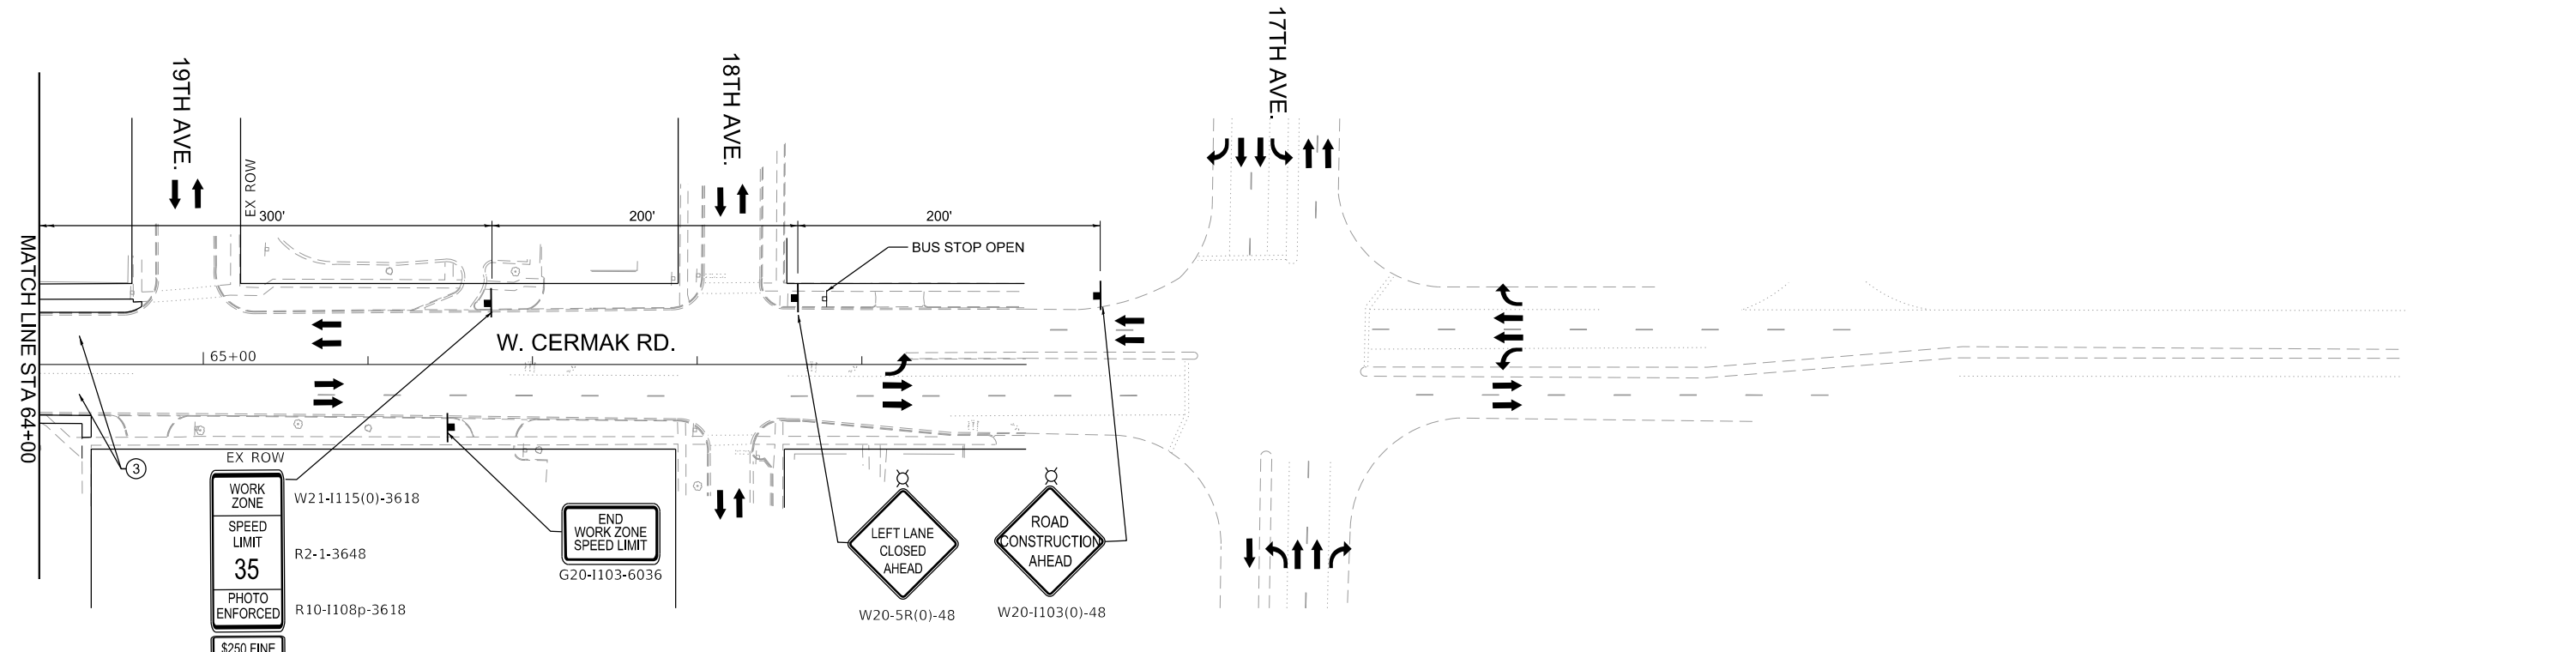 19TH AVE.
18TH AVE.
17TH AVE.
EX ROW
300'
200'
200'
BUS STOP OPEN
MATCH LINE STA 64+00
65+00
W. CERMAK RD.
3
EX ROW
WORK
ZONE
SPEED
LIMIT
35
PHOTO
ENFORCED
$250 FINE
W21-I115(0)-3618
R2-1-3648
R10-I108p-3618
END
WORK ZONE
SPEED LIMIT
G20-I103-6036
LEFT LANE
CLOSED
AHEAD
W20-5R(0)-48
ROAD
CONSTRUCTION
AHEAD
W20-I103(0)-48